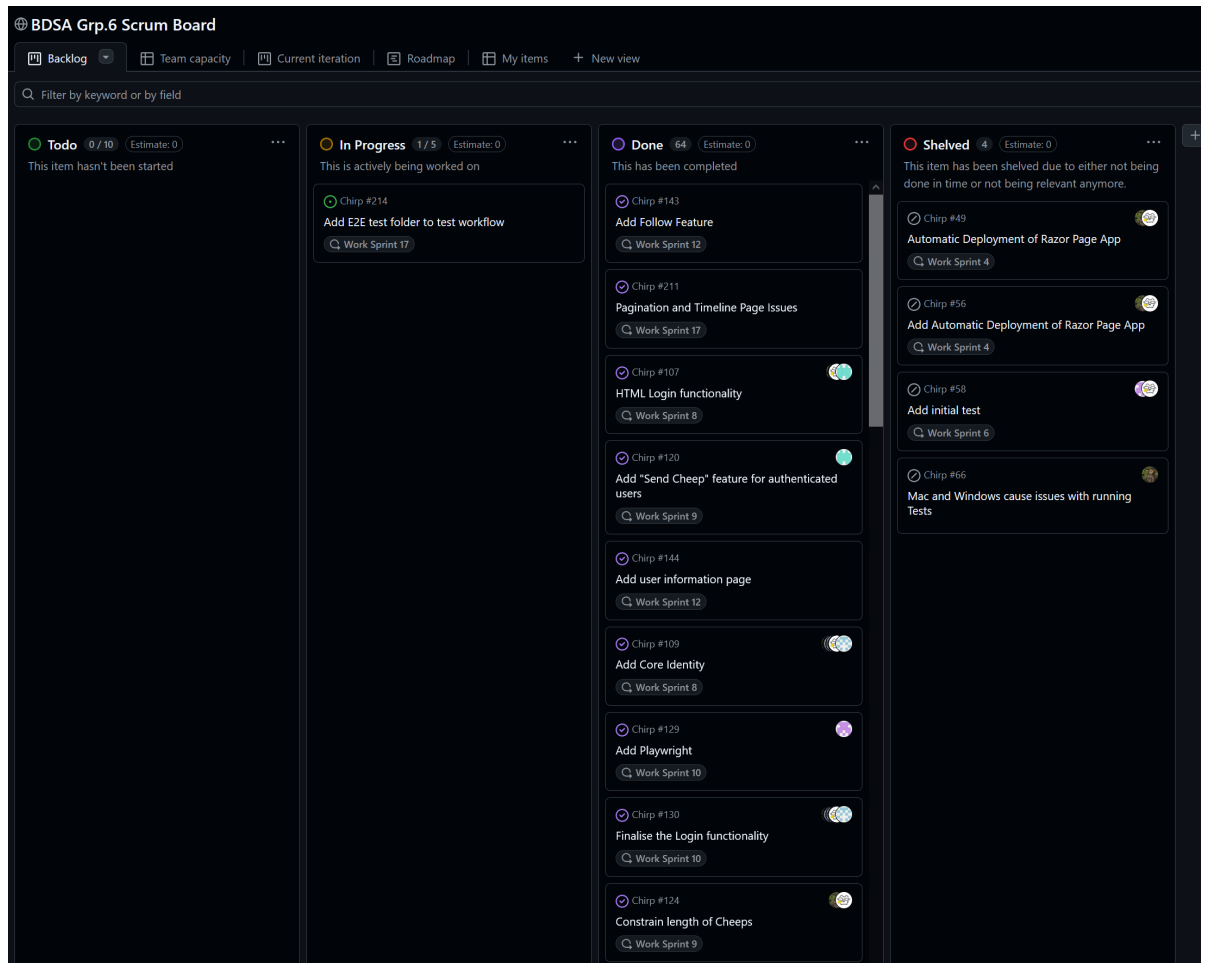 BDSA Grp.6 Scrum Board
Backlog
Team capacity
Current iteration
Roadmap
My items
New view
Filter by keyword or by field
Todo 0 / 10 Estimate: 0
This item hasn't been started
In Progress 1 / 5 Estimate: 0
This is actively being worked on
Chirp #214
Add E2E test folder to test workflow
Work Sprint 17
Done 64 Estimate: 0
This has been completed
Chirp #143
Add Follow Feature
Work Sprint 12
Chirp #211
Pagination and Timeline Page Issues
Work Sprint 17
Chirp #107
HTML Login functionality
Work Sprint 8
Chirp #120
Add "Send Cheep" feature for authenticated
users
Work Sprint 9
Chirp #144
Add user information page
Work Sprint 12
Chirp #109
Add Core Identity
Work Sprint 8
Chirp #129
Add Playwright
Work Sprint 10
Chirp #130
Finalise the Login functionality
Work Sprint 10
Chirp #124
Constrain length of Cheeps
Work Sprint 9
Shelved 4 Estimate: 0
This item has been shelved due to either not being
done in time or not being relevant anymore.
Chirp #49
Automatic Deployment of Razor Page App
Work Sprint 4
Chirp #56
Add Automatic Deployment of Razor Page App
Work Sprint 4
Chirp #58
Add initial test
Work Sprint 6
Chirp #66
Mac and Windows cause issues with running
Tests